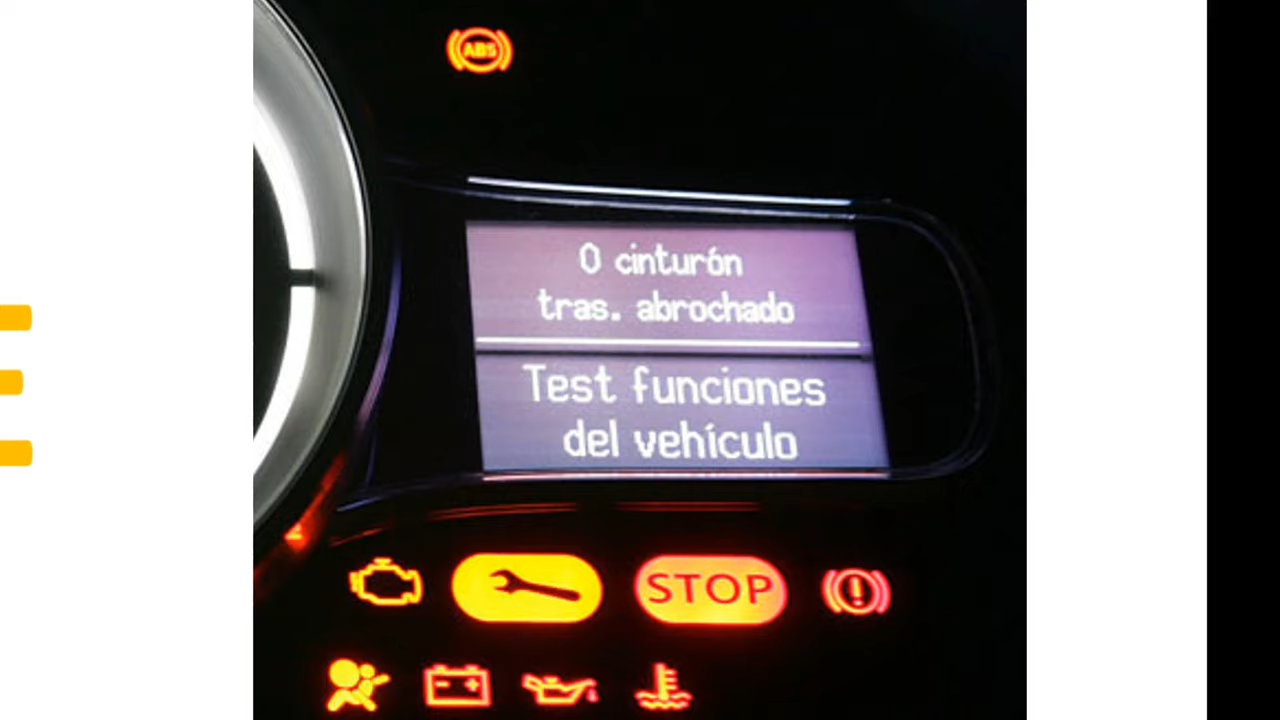 ABS
0 cinturón
tras. abrochado
Test funciones
del vehículo
STOP